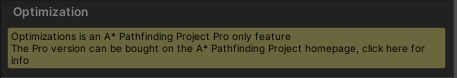 Optimization
Optimizations is an A* Pathfinding Project Pro only feature
The Pro version can be bought on the A* Pathfinding Project homepage, click here for
info